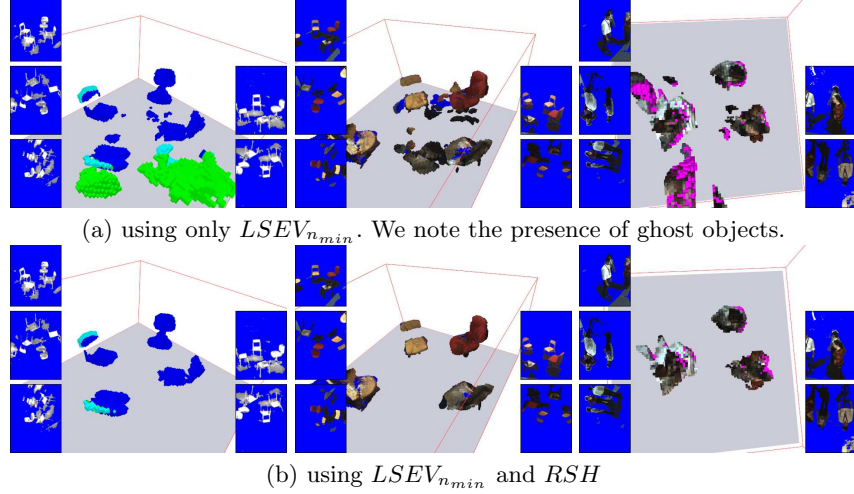 (a) using only LSEV_{n_{min}}. We note the presence of ghost objects.
(b) using LSEV_{n_{min}} and RSH